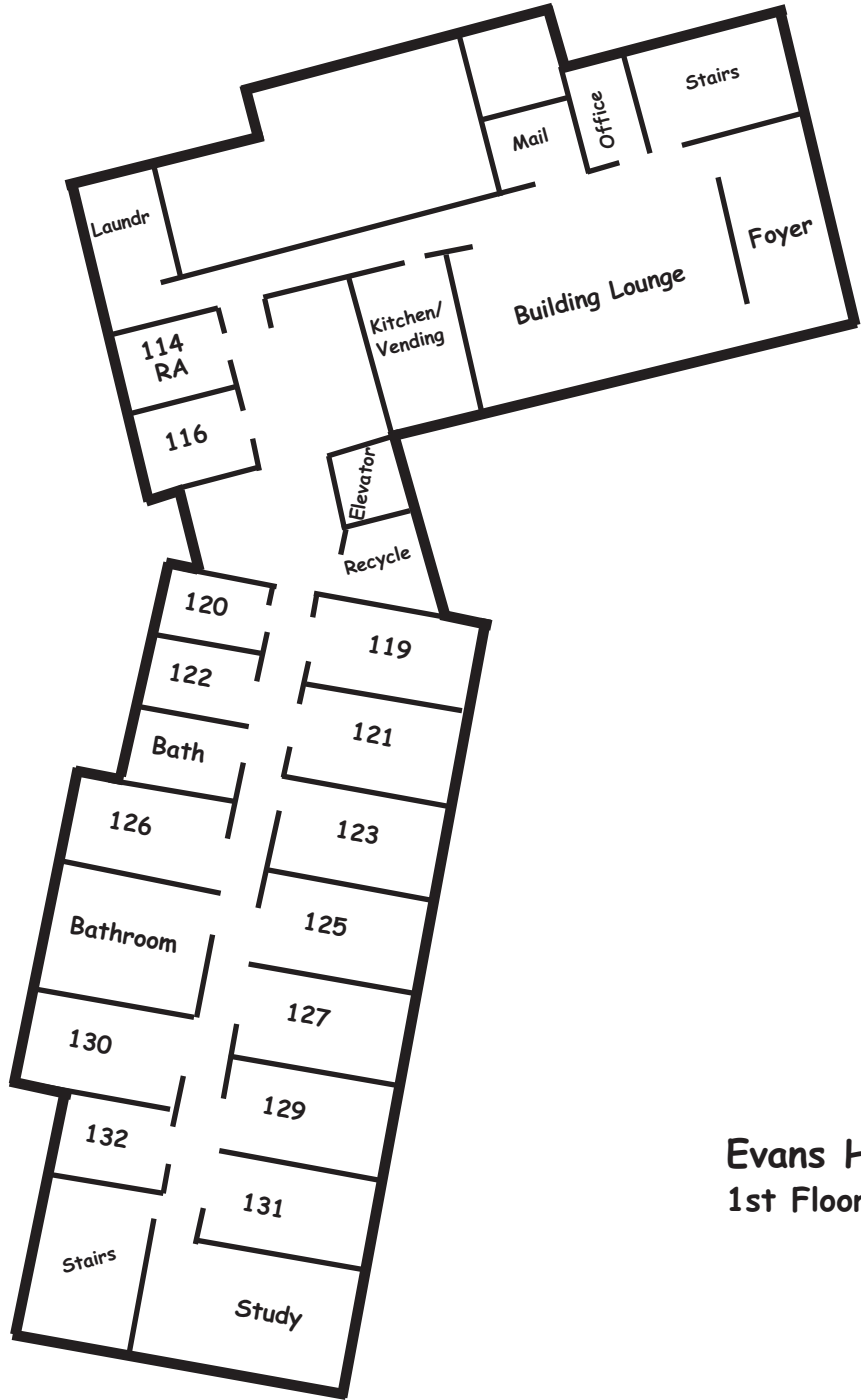 Stairs
Office
Mail
Laundr
Foyer
Building Lounge
Kitchen/
Vending
114
RA
116
Elevator
Recycle
120
119
122
121
Bath
126
123
125
Bathroom
127
130
129
132
131
Stairs
Study
Evans H
1st Floor